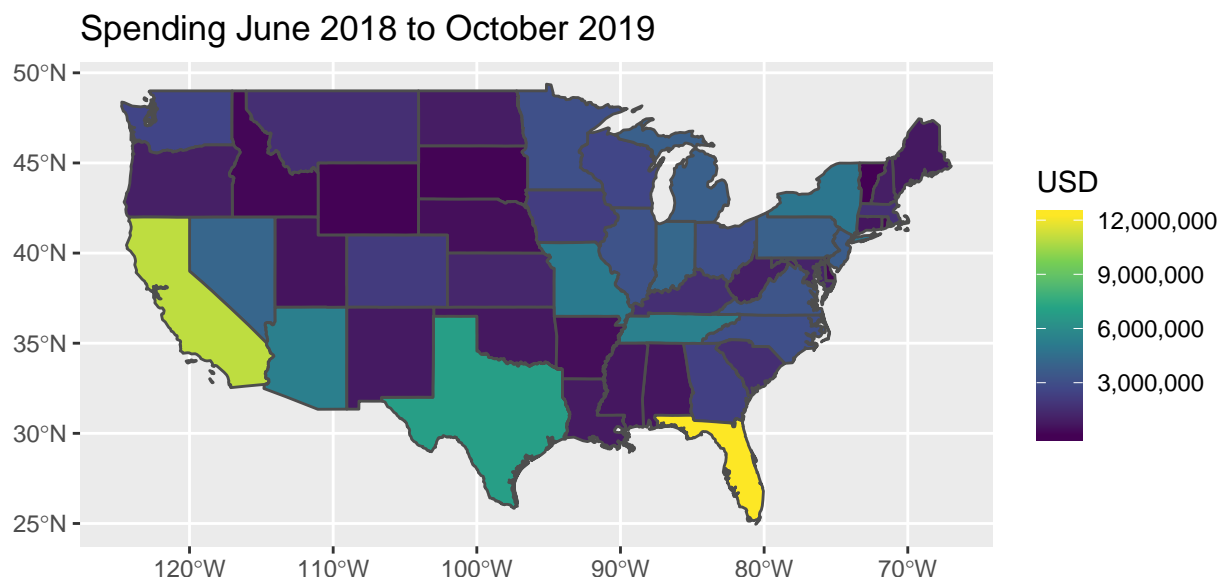 Spending June 2018 to October 2019
50°N
45°N
40°N
35°N
30°N
25°N
120°W 110°W 100°W 90°W 80°W 70°W
USD
12,000,000
9,000,000
6,000,000
3,000,000